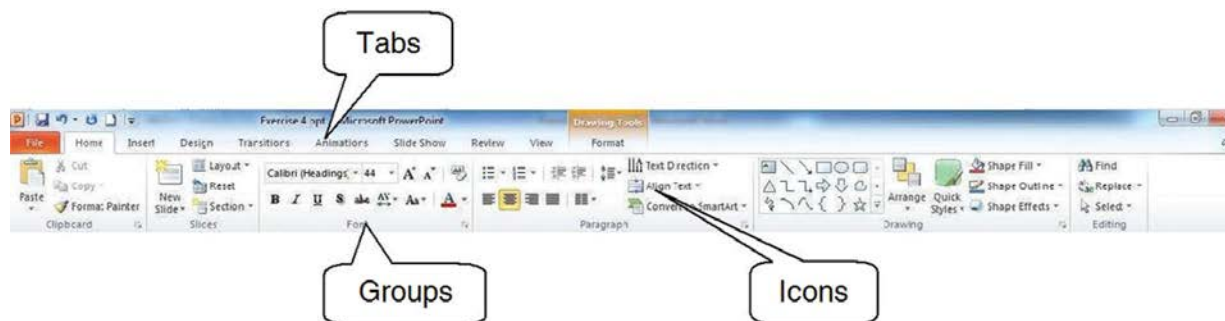 Tabs
Exercise 4.ppt - Microsoft PowerPoint
Drawing Tools
File Home Insert Design Transitions Animations Slide Show Review View Format
Cut Layout Calibri (Headings) 44 Text Direction Shape Fill Find
Copy Reset Align Text Shape Outline Replace
Paste Format Painter New Slide Section B I U S abc AV Aa A Convert to SmartArt Arrange Quick Styles Shape Effects Select
Clipboard Slides Font Paragraph Drawing Editing
Groups Icons